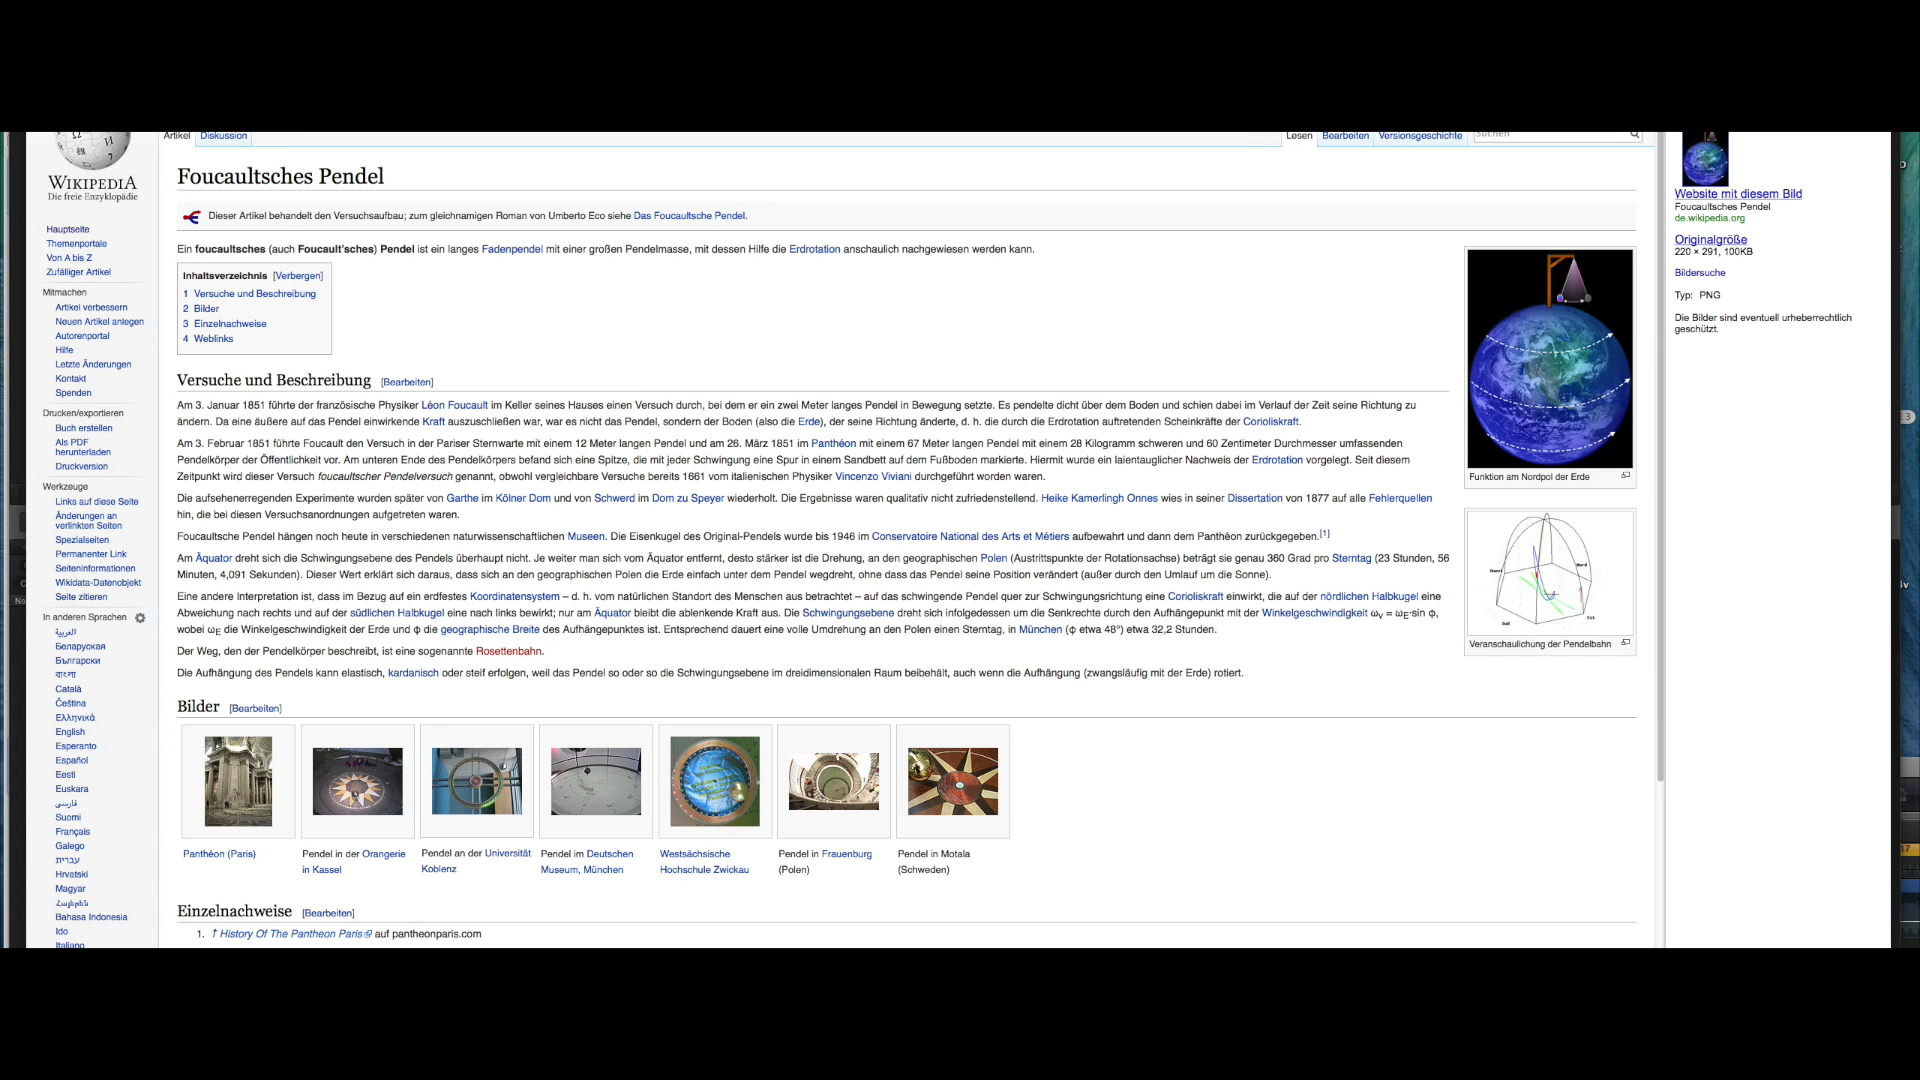 Artikel Diskussion
Lesen Bearbeiten Versionsgeschichte Suchen
WIKIPEDIA
Die freie Enzyklopädie
Hauptseite
Themenportale
Von A bis Z
Zufälliger Artikel
Mitmachen
Artikel verbessern
Neuen Artikel anlegen
Autorenportal
Hilfe
Letzte Änderungen
Kontakt
Spenden
Drucken/exportieren
Buch erstellen
Als PDF
herunterladen
Druckversion
Werkzeuge
Links auf diese Seite
Änderungen an
verlinkten Seiten
Spezialseiten
Permanenter Link
Seiteninformationen
Wikidata-Datenobjekt
Seite zitieren
In anderen Sprachen
العربية
Беларуская
Български
বাংলা
Català
Čeština
Ελληνικά
English
Esperanto
Español
Eesti
Euskara
فارسی
Suomi
Français
Galego
עברית
Hrvatski
Magyar
Հայերեն
Bahasa Indonesia
Ido
Italiano
Foucaultsches Pendel
Dieser Artikel behandelt den Versuchsaufbau; zum gleichnamigen Roman von Umberto Eco siehe Das Foucaultsche Pendel.
Ein foucaultsches (auch Foucault'sches) Pendel ist ein langes Fadenpendel mit einer großen Pendelmasse, mit dessen Hilfe die Erdrotation anschaulich nachgewiesen werden kann.
Inhaltsverzeichnis [Verbergen]
1 Versuche und Beschreibung
2 Bilder
3 Einzelnachweise
4 Weblinks
Versuche und Beschreibung [Bearbeiten]
Am 3. Januar 1851 führte der französische Physiker Léon Foucault im Keller seines Hauses einen Versuch durch, bei dem er ein zwei Meter langes Pendel in Bewegung setzte. Es pendelte dicht über dem Boden und schien dabei im Verlauf der Zeit seine Richtung zu
ändern. Da eine äußere auf das Pendel einwirkende Kraft auszuschließen war, war es nicht das Pendel, sondern der Boden (also die Erde), der seine Richtung änderte, d. h. die durch die Erdrotation auftretenden Scheinkräfte der Corioliskraft.
Am 3. Februar 1851 führte Foucault den Versuch in der Pariser Sternwarte mit einem 12 Meter langen Pendel und am 26. März 1851 im Panthéon mit einem 67 Meter langen Pendel mit einem 28 Kilogramm schweren und 60 Zentimeter Durchmesser umfassenden
Pendelkörper der Öffentlichkeit vor. Am unteren Ende des Pendelkörpers befand sich eine Spitze, die mit jeder Schwingung eine Spur in einem Sandbett auf dem Fußboden markierte. Hiermit wurde ein laientauglicher Nachweis der Erdrotation vorgelegt. Seit diesem
Zeitpunkt wird dieser Versuch foucaultscher Pendelversuch genannt, obwohl vergleichbare Versuche bereits 1661 vom italienischen Physiker Vincenzo Viviani durchgeführt worden waren.
Die aufsehenerregenden Experimente wurden später von Garthe im Kölner Dom und von Schwerd im Dom zu Speyer wiederholt. Die Ergebnisse waren qualitativ nicht zufriedenstellend. Heike Kamerlingh Onnes wies in seiner Dissertation von 1877 auf alle Fehlerquellen
hin, die bei diesen Versuchsanordnungen aufgetreten waren.
Foucaultsche Pendel hängen noch heute in verschiedenen naturwissenschaftlichen Museen. Die Eisenkugel des Original-Pendels wurde bis 1946 im Conservatoire National des Arts et Métiers aufbewahrt und dann dem Panthéon zurückgegeben.[1]
Am Äquator dreht sich die Schwingungsebene des Pendels überhaupt nicht. Je weiter man sich vom Äquator entfernt, desto stärker ist die Drehung, an den geographischen Polen (Austrittspunkte der Rotationsachse) beträgt sie genau 360 Grad pro Sterntag (23 Stunden, 56
Minuten, 4,091 Sekunden). Dieser Wert erklärt sich daraus, dass sich an den geographischen Polen die Erde einfach unter dem Pendel wegdreht, ohne dass das Pendel seine Position verändert (außer durch den Umlauf um die Sonne).
Eine andere Interpretation ist, dass im Bezug auf ein erdfestes Koordinatensystem – d. h. vom natürlichen Standort des Menschen aus betrachtet – auf das schwingende Pendel quer zur Schwingungsrichtung eine Corioliskraft einwirkt, die auf der nördlichen Halbkugel eine
Abweichung nach rechts und auf der südlichen Halbkugel eine nach links bewirkt; nur am Äquator bleibt die ablenkende Kraft aus. Die Schwingungsebene dreht sich infolgedessen um die Senkrechte durch den Aufhängepunkt mit der Winkelgeschwindigkeit ωv = ωE·sin φ,
wobei ωE die Winkelgeschwindigkeit der Erde und φ die geographische Breite des Aufhängepunktes ist. Entsprechend dauert eine volle Umdrehung an den Polen einen Sterntag, in München (φ etwa 48°) etwa 32,2 Stunden.
Der Weg, den der Pendelkörper beschreibt, ist eine sogenannte Rosettenbahn.
Die Aufhängung des Pendels kann elastisch, kardanisch oder steif erfolgen, weil das Pendel so oder so die Schwingungsebene im dreidimensionalen Raum beibehält, auch wenn die Aufhängung (zwangsläufig mit der Erde) rotiert.
Funktion am Nordpol der Erde
Ouest
Nord
Sud
Est
Veranschaulichung der Pendelbahn
Bilder [Bearbeiten]
Panthéon (Paris)
Pendel in der Orangerie
in Kassel
Pendel an der Universität
Koblenz
Pendel im Deutschen
Museum, München
Westsächsische
Hochschule Zwickau
Pendel in Frauenburg
(Polen)
Pendel in Motala
(Schweden)
Einzelnachweise [Bearbeiten]
1. ↑ History Of The Pantheon Paris auf pantheonparis.com
Website mit diesem Bild
Foucaultsches Pendel
de.wikipedia.org
Originalgröße
220 × 291, 100KB
Bildersuche
Typ: PNG
Die Bilder sind eventuell urheberrechtlich
geschützt.
3
17
No